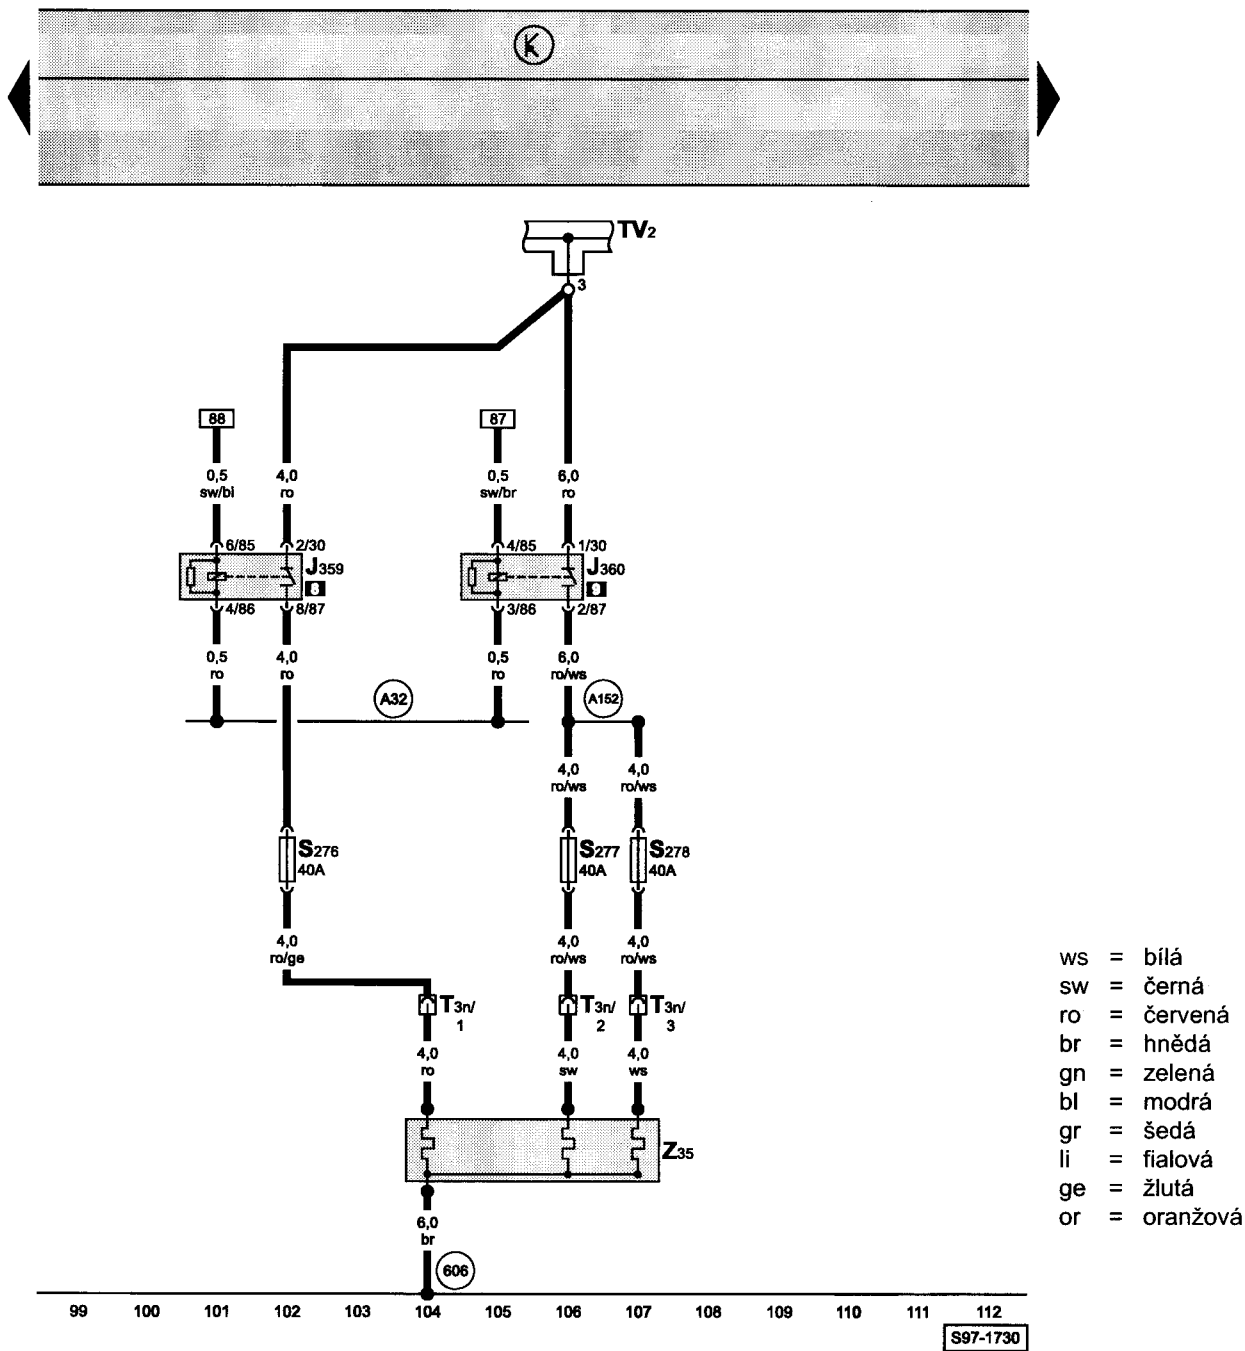 K
TV2
3
88
87
0,5
sw/bl
4,0
ro
0,5
sw/br
6,0
ro
6/85
2/30
4/85
1/30
J359
8
J360
9
4/86
8/87
3/86
2/87
0,5
ro
4,0
ro
0,5
ro
6,0
ro/ws
A32
A152
4,0
ro/ws
4,0
ro/ws
S276
40A
S277
40A
S278
40A
4,0
ro/ge
4,0
ro/ws
4,0
ro/ws
T3n/
1
T3n/
2
T3n/
3
4,0
ro
4,0
sw
4,0
ws
Z35
6,0
br
606
ws = bílá
sw = černá
ro = červená
br = hnědá
gn = zelená
bl = modrá
gr = šedá
li = fialová
ge = žlutá
or = oranžová
99 100 101 102 103 104 105 106 107 108 109 110 111 112
S97-1730